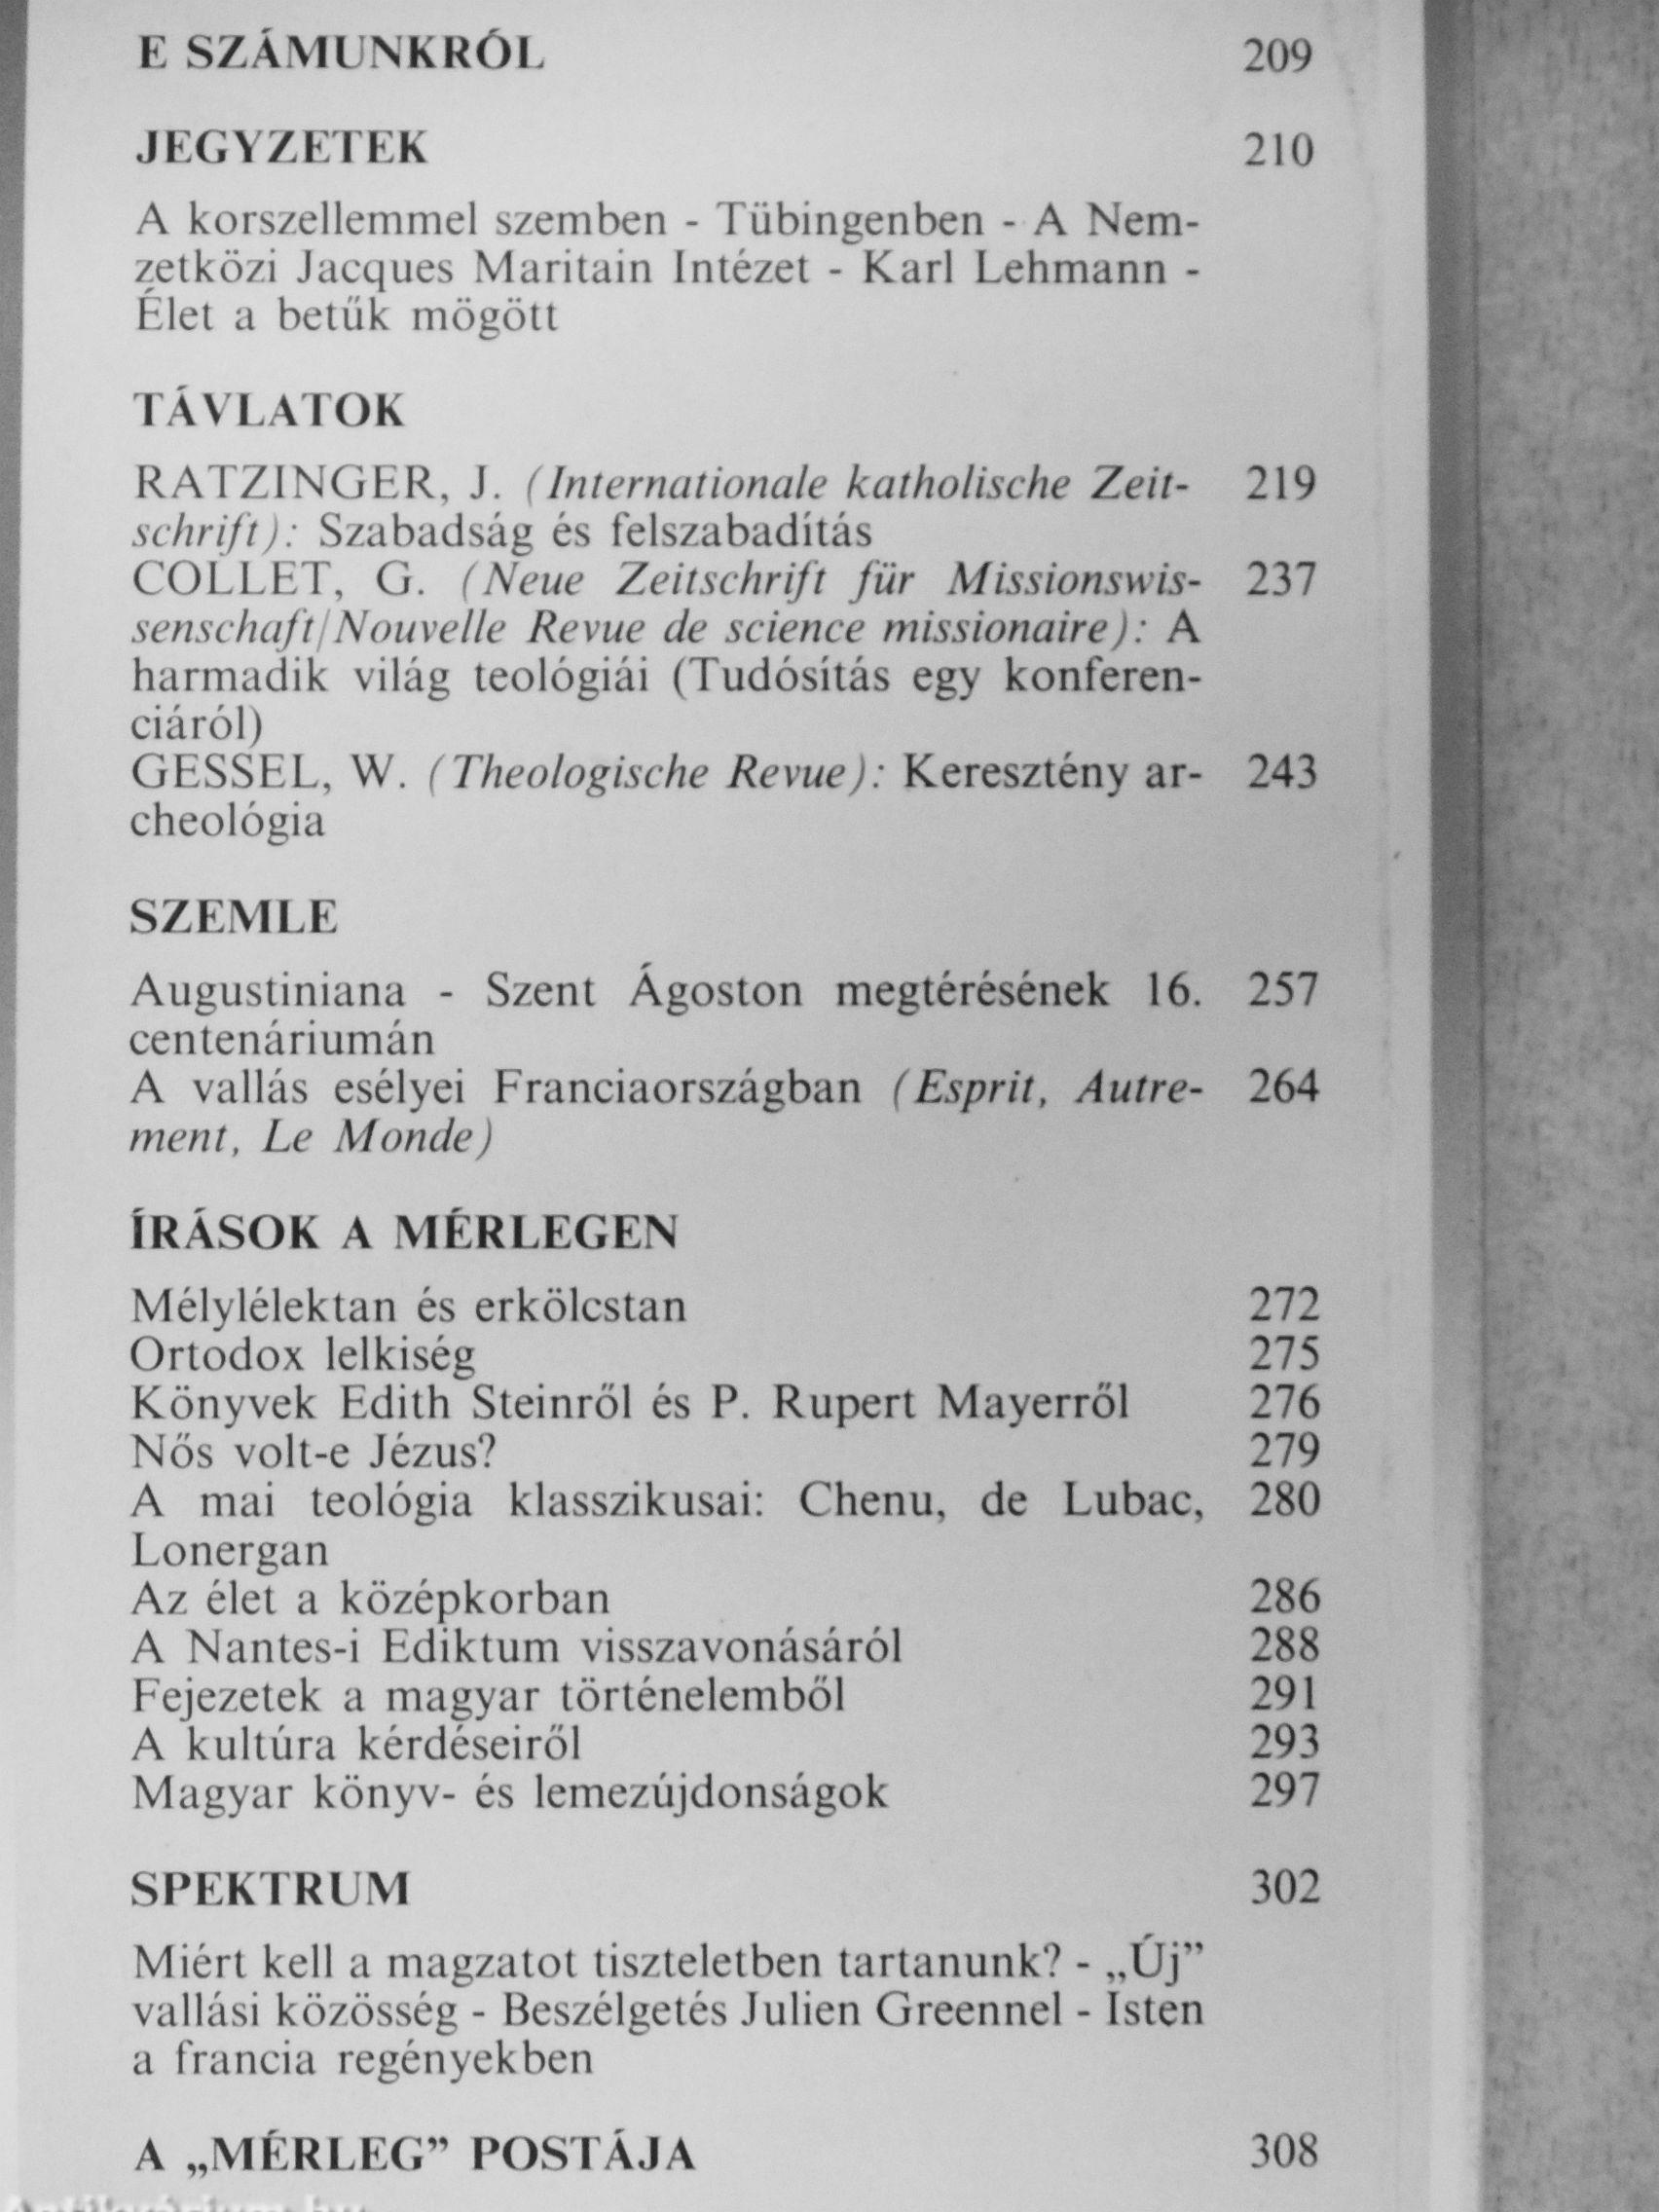 E SZÁMUNKRÓL 209
JEGYZETEK 210
A korszellemmel szemben - Tübingenben - A Nem-
zetközi Jacques Maritain Intézet - Karl Lehmann -
Élet a betűk mögött
TÁVLATOK
RATZINGER, J. (Internationale katholische Zeit- 219
schrift): Szabadság és felszabadítás
COLLET, G. (Neue Zeitschrift für Missionswis- 237
senschaft/Nouvelle Revue de science missionaire): A
harmadik világ teológiái (Tudósítás egy konferen-
ciáról)
GESSEL, W. (Theologische Revue): Keresztény ar- 243
cheológia
SZEMLE
Augustiniana - Szent Ágoston megtérésének 16. 257
centenáriumán
A vallás esélyei Franciaországban (Esprit, Autre- 264
ment, Le Monde)
ÍRÁSOK A MÉRLEGEN
Mélylélektan és erkölcstan 272
Ortodox lelkiség 275
Könyvek Edith Steinről és P. Rupert Mayerről 276
Nős volt-e Jézus? 279
A mai teológia klasszikusai: Chenu, de Lubac, 280
Lonergan
Az élet a középkorban 286
A Nantes-i Ediktum visszavonásáról 288
Fejezetek a magyar történelemből 291
A kultúra kérdéseiről 293
Magyar könyv- és lemezújdonságok 297
SPEKTRUM 302
Miért kell a magzatot tiszteletben tartanunk? - „Új”
vallási közösség - Beszélgetés Julien Greennel - Isten
a francia regényekben
A „MÉRLEG” POSTÁJA 308